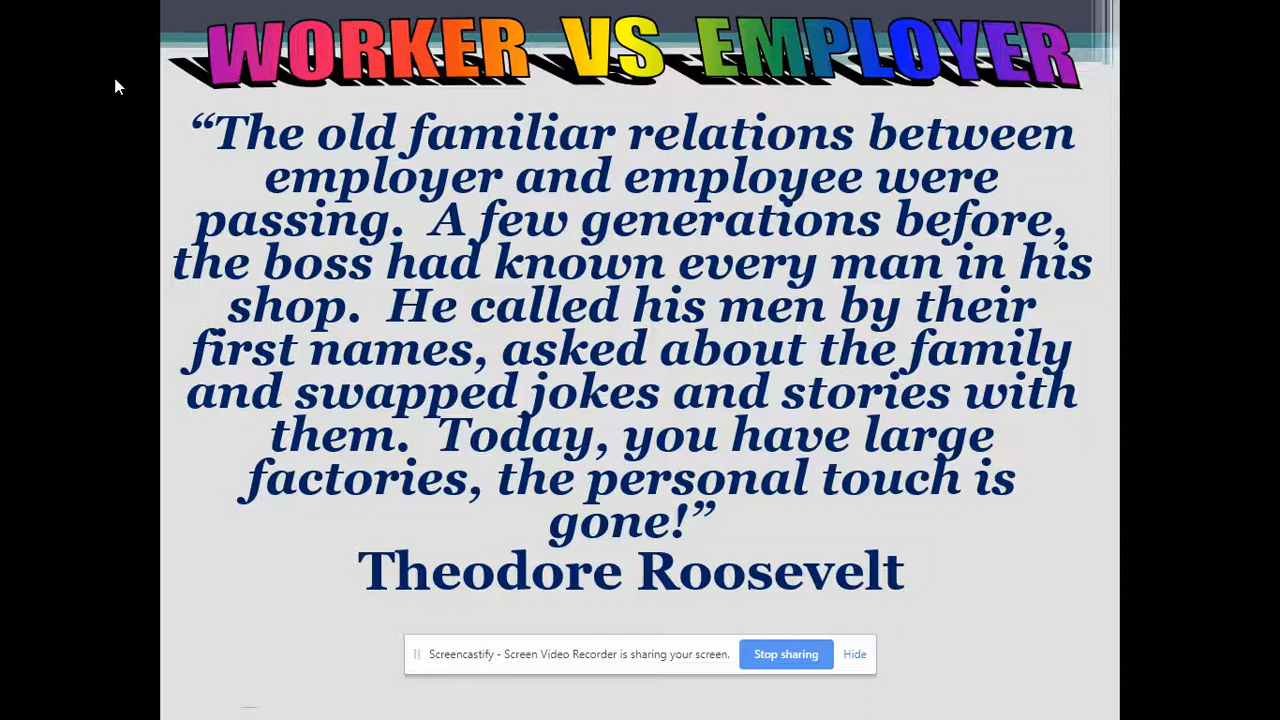 WORKER VS EMPLOYER
“The old familiar relations between
employer and employee were
passing.  A few generations before,
the boss had known every man in his
shop.  He called his men by their
first names, asked about the family
and swapped jokes and stories with
them.  Today, you have large
factories, the personal touch is
gone!”
Theodore Roosevelt
Screencastify - Screen Video Recorder is sharing your screen. Stop sharing Hide